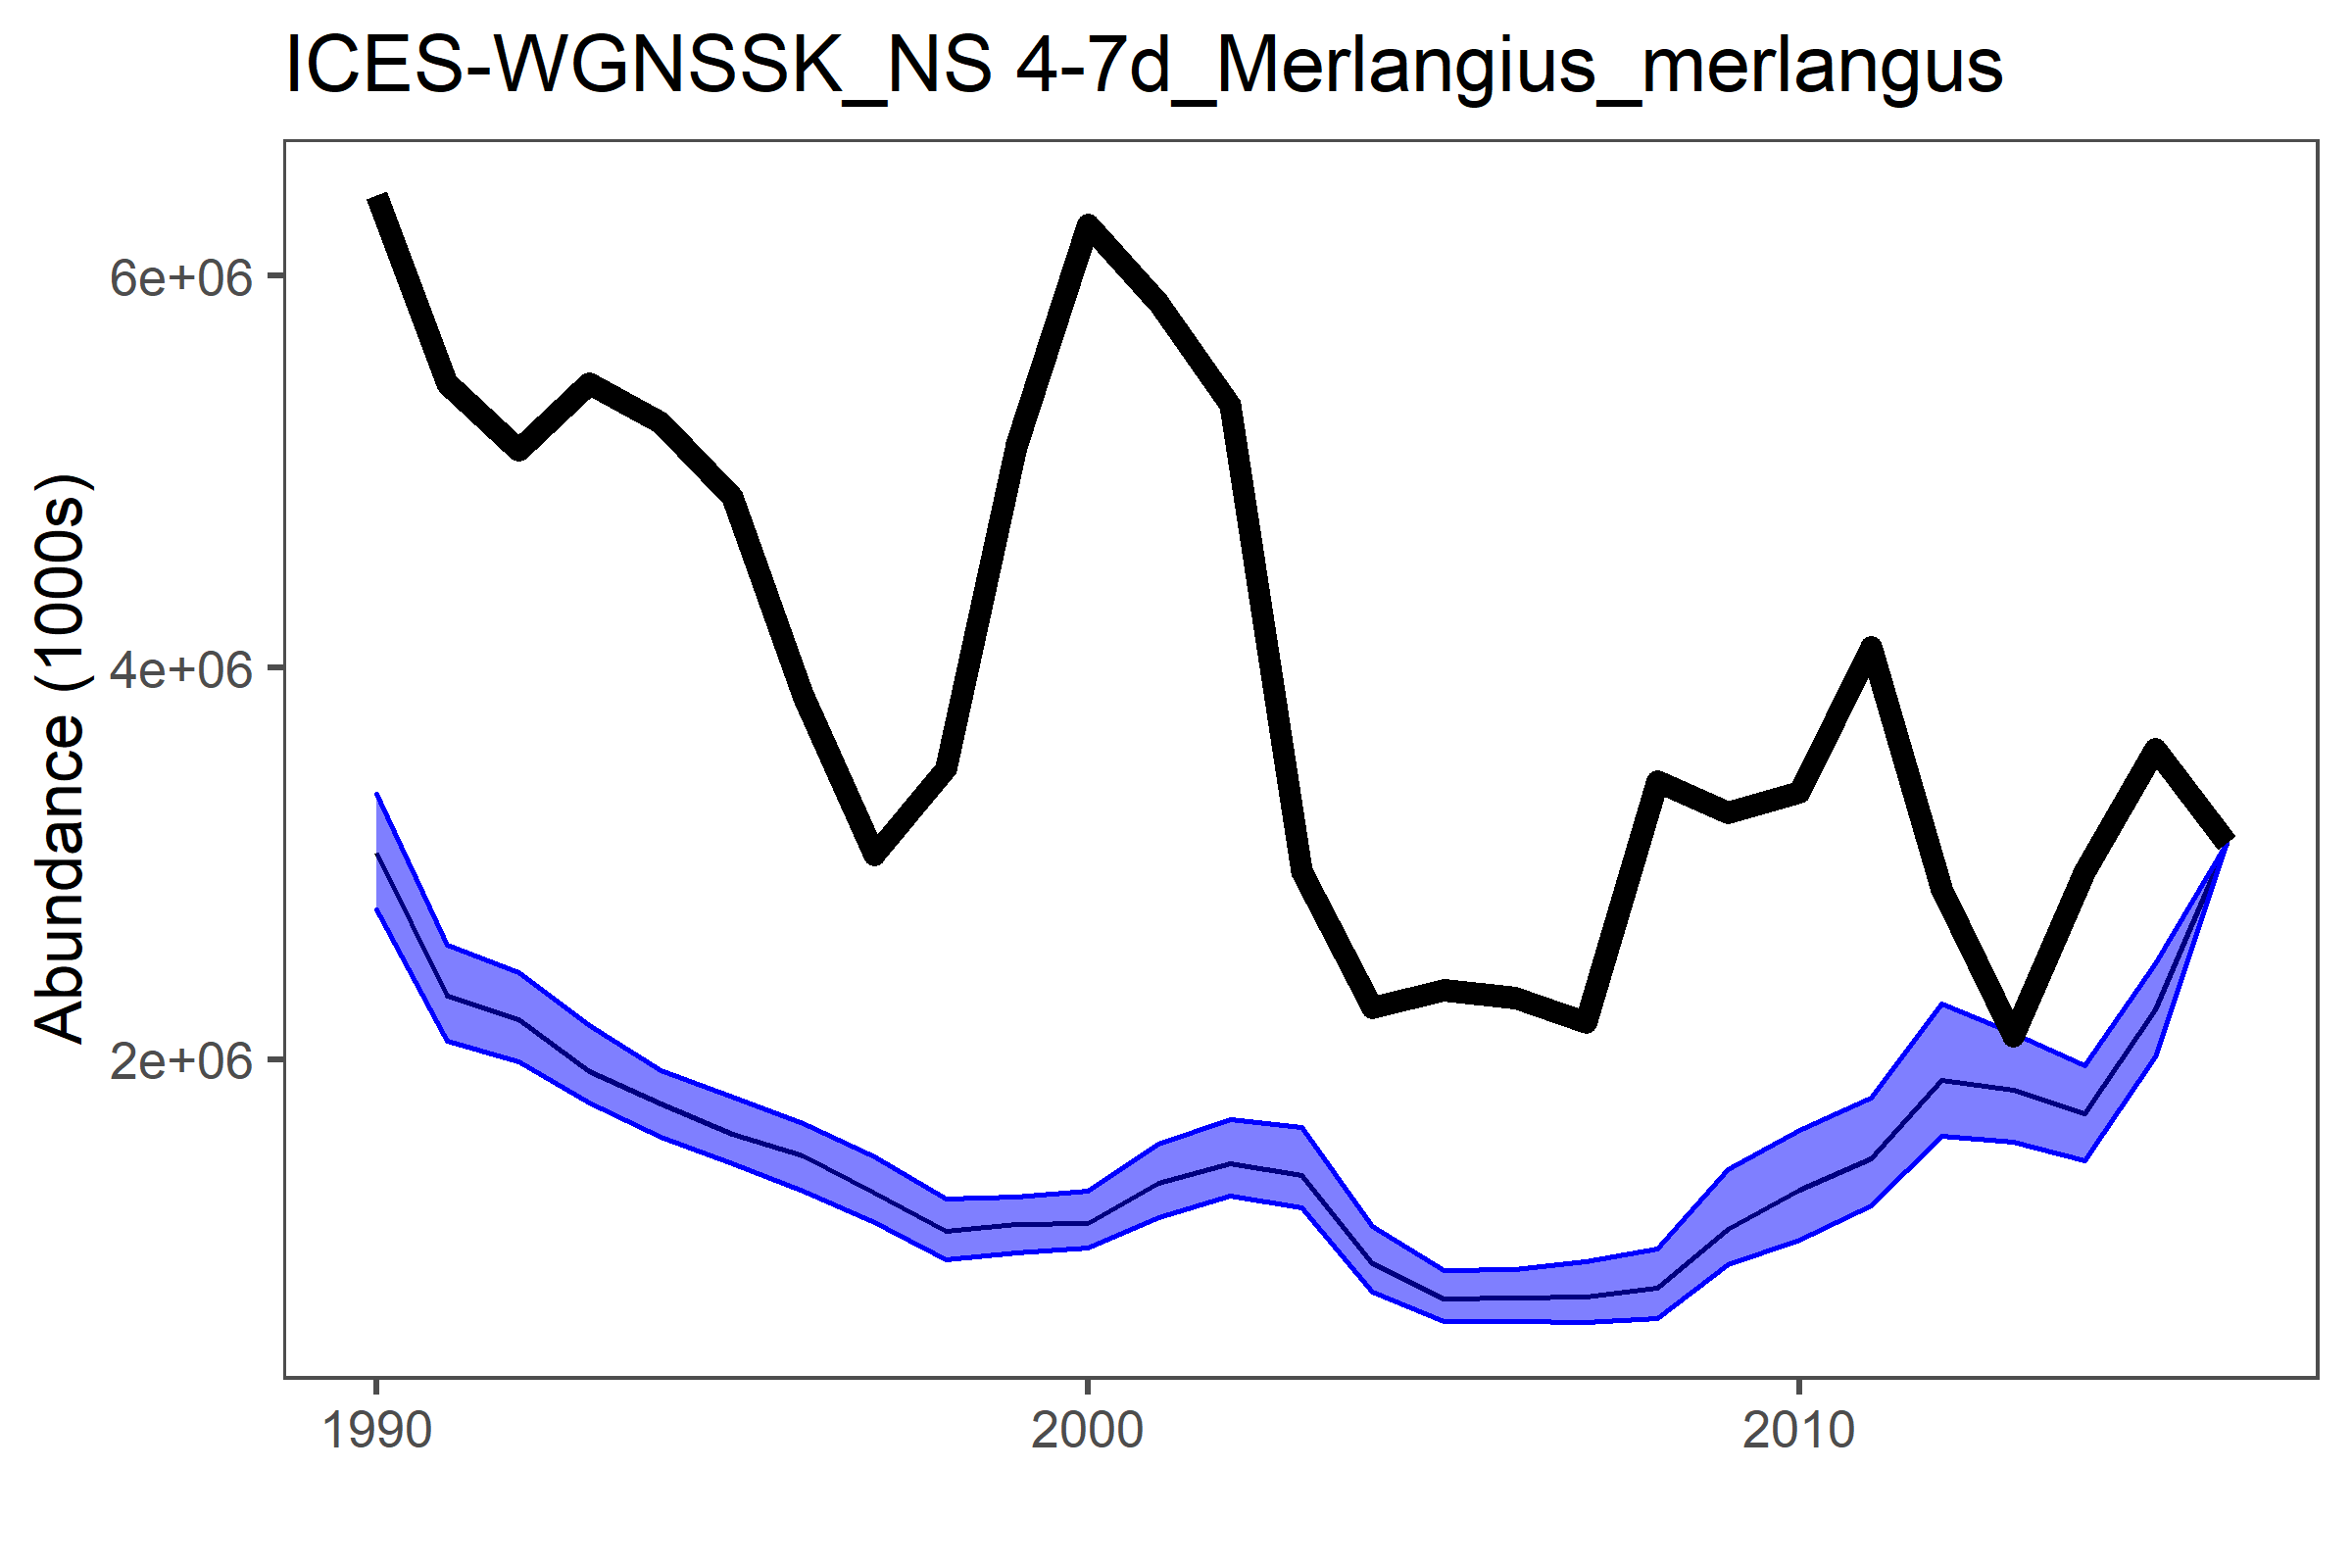 ICES-WGNSSK_NS 4-7d_Merlangius_merlangus
Abundance (1000s)
6e+06
4e+06
2e+06
1990
2000
2010